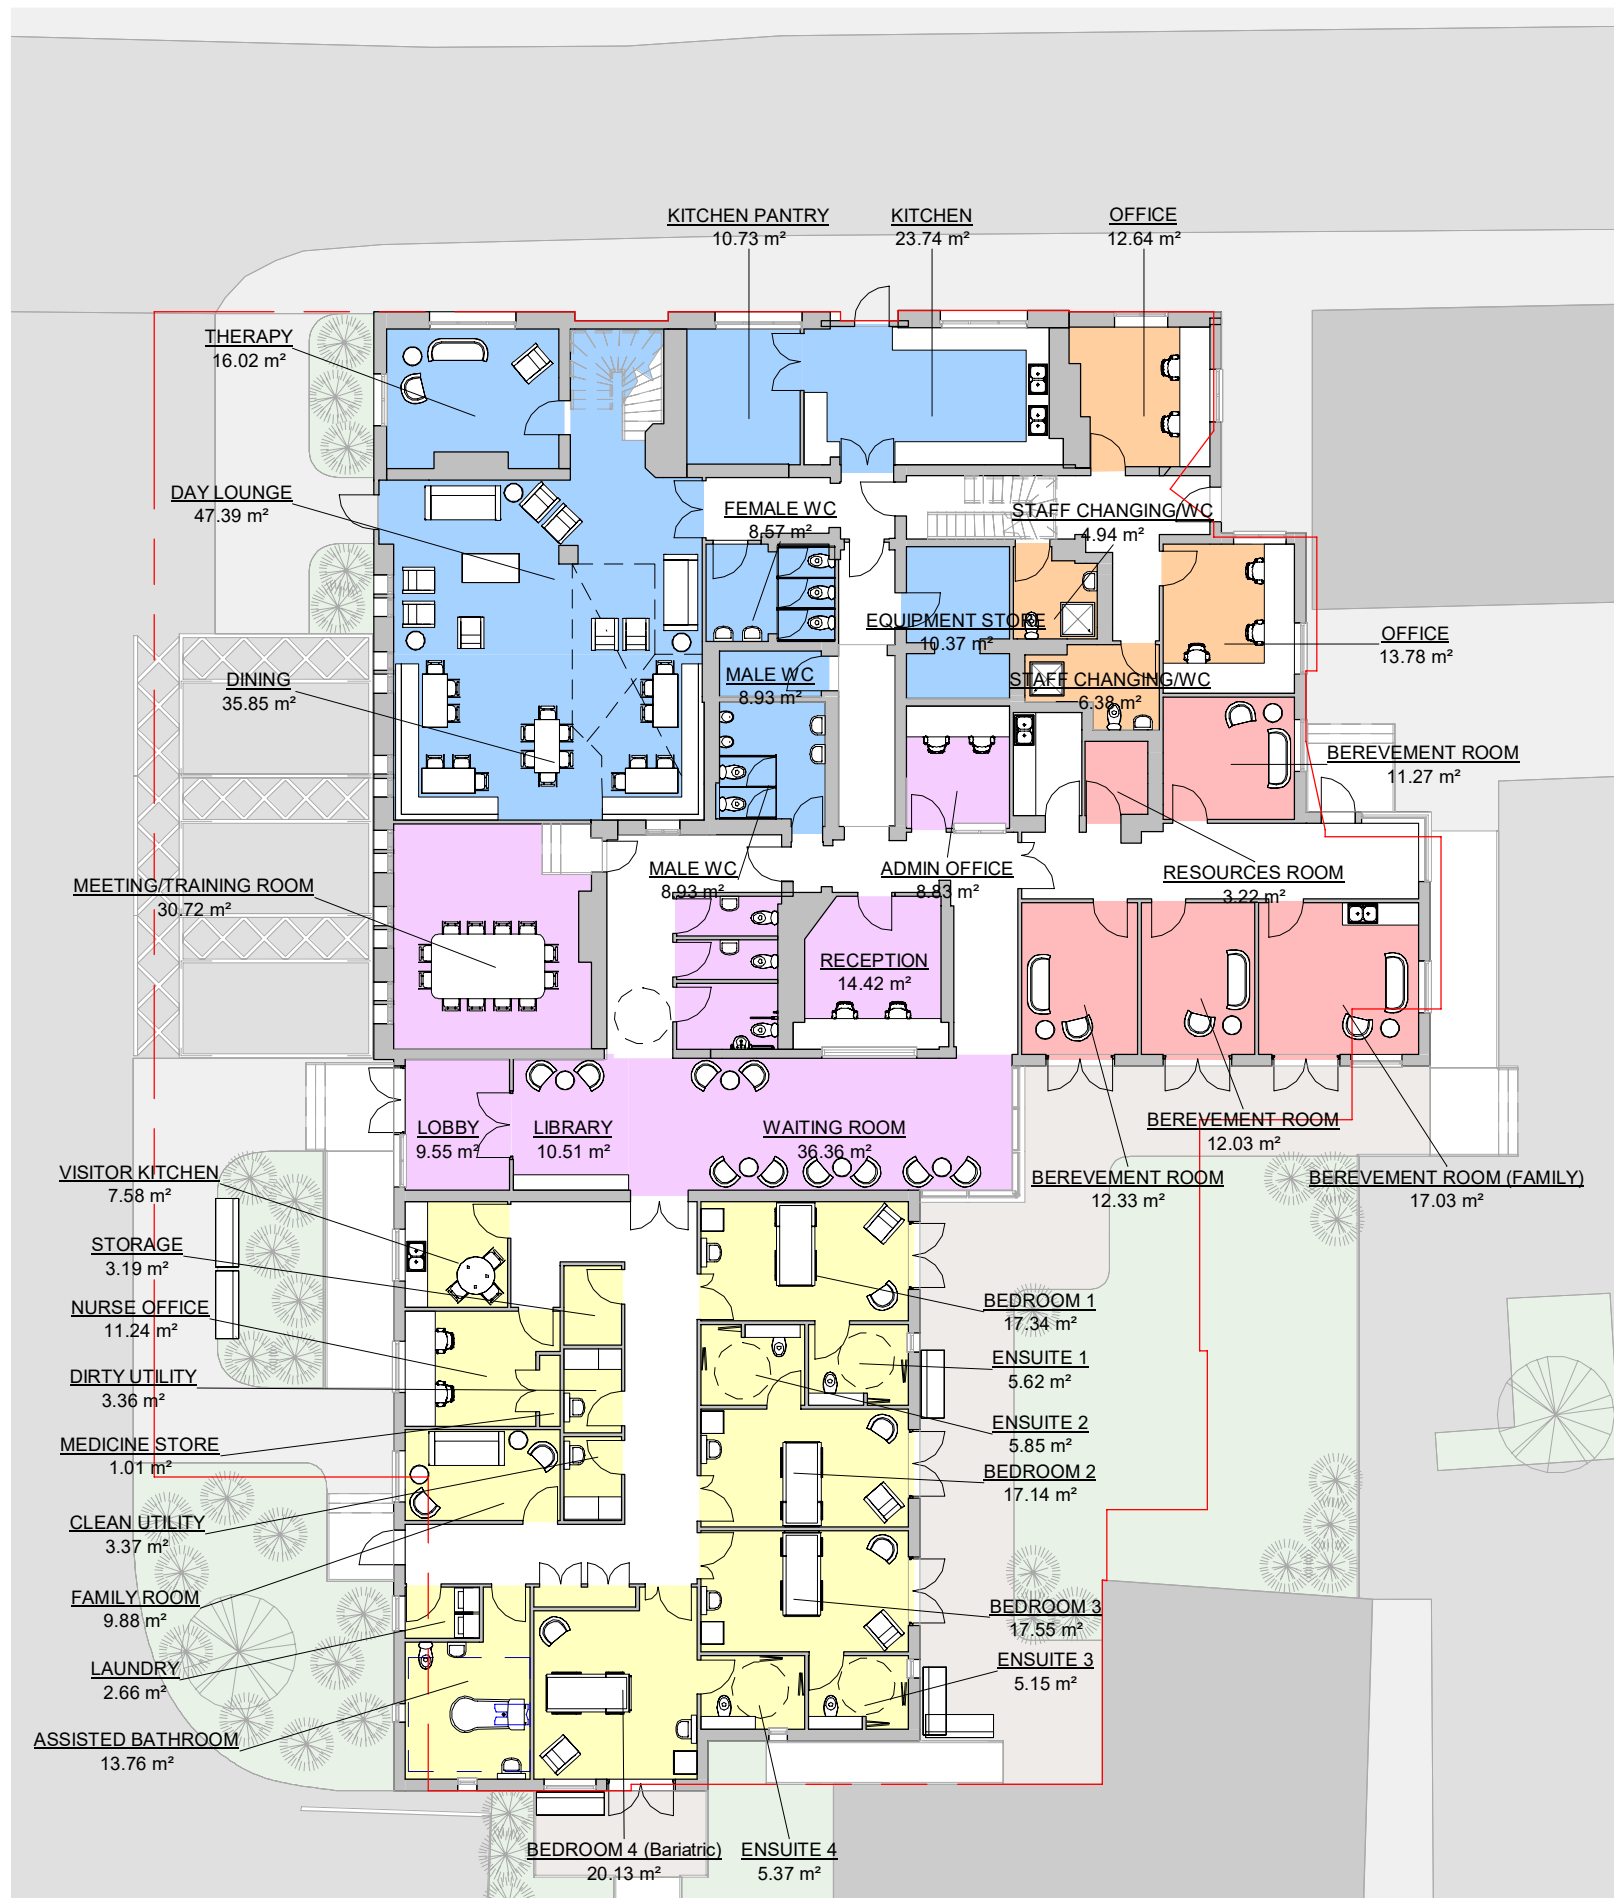 KITCHEN PANTRY
10.73 m²
KITCHEN
23.74 m²
OFFICE
12.64 m²
THERAPY
16.02 m²
DAY LOUNGE
47.39 m²
FEMALE WC
8.57 m²
STAFF CHANGING/WC
4.94 m²
EQUIPMENT STORE
10.37 m²
OFFICE
13.78 m²
DINING
35.85 m²
MALE WC
8.93 m²
STAFF CHANGING/WC
6.38 m²
BEREVEMENT ROOM
11.27 m²
MEETING/TRAINING ROOM
30.72 m²
MALE WC
8.93 m²
ADMIN OFFICE
8.83 m²
RESOURCES ROOM
3.22 m²
RECEPTION
14.42 m²
LOBBY
9.55 m²
LIBRARY
10.51 m²
WAITING ROOM
36.36 m²
BEREVEMENT ROOM
12.03 m²
BEREVEMENT ROOM
12.33 m²
BEREVEMENT ROOM (FAMILY)
17.03 m²
VISITOR KITCHEN
7.58 m²
STORAGE
3.19 m²
NURSE OFFICE
11.24 m²
BEDROOM 1
17.34 m²
DIRTY UTILITY
3.36 m²
ENSUITE 1
5.62 m²
MEDICINE STORE
1.01 m²
ENSUITE 2
5.85 m²
BEDROOM 2
17.14 m²
CLEAN UTILITY
3.37 m²
FAMILY ROOM
9.88 m²
BEDROOM 3
17.55 m²
LAUNDRY
2.66 m²
ENSUITE 3
5.15 m²
ASSISTED BATHROOM
13.76 m²
BEDROOM 4 (Bariatric)
20.13 m²
ENSUITE 4
5.37 m²